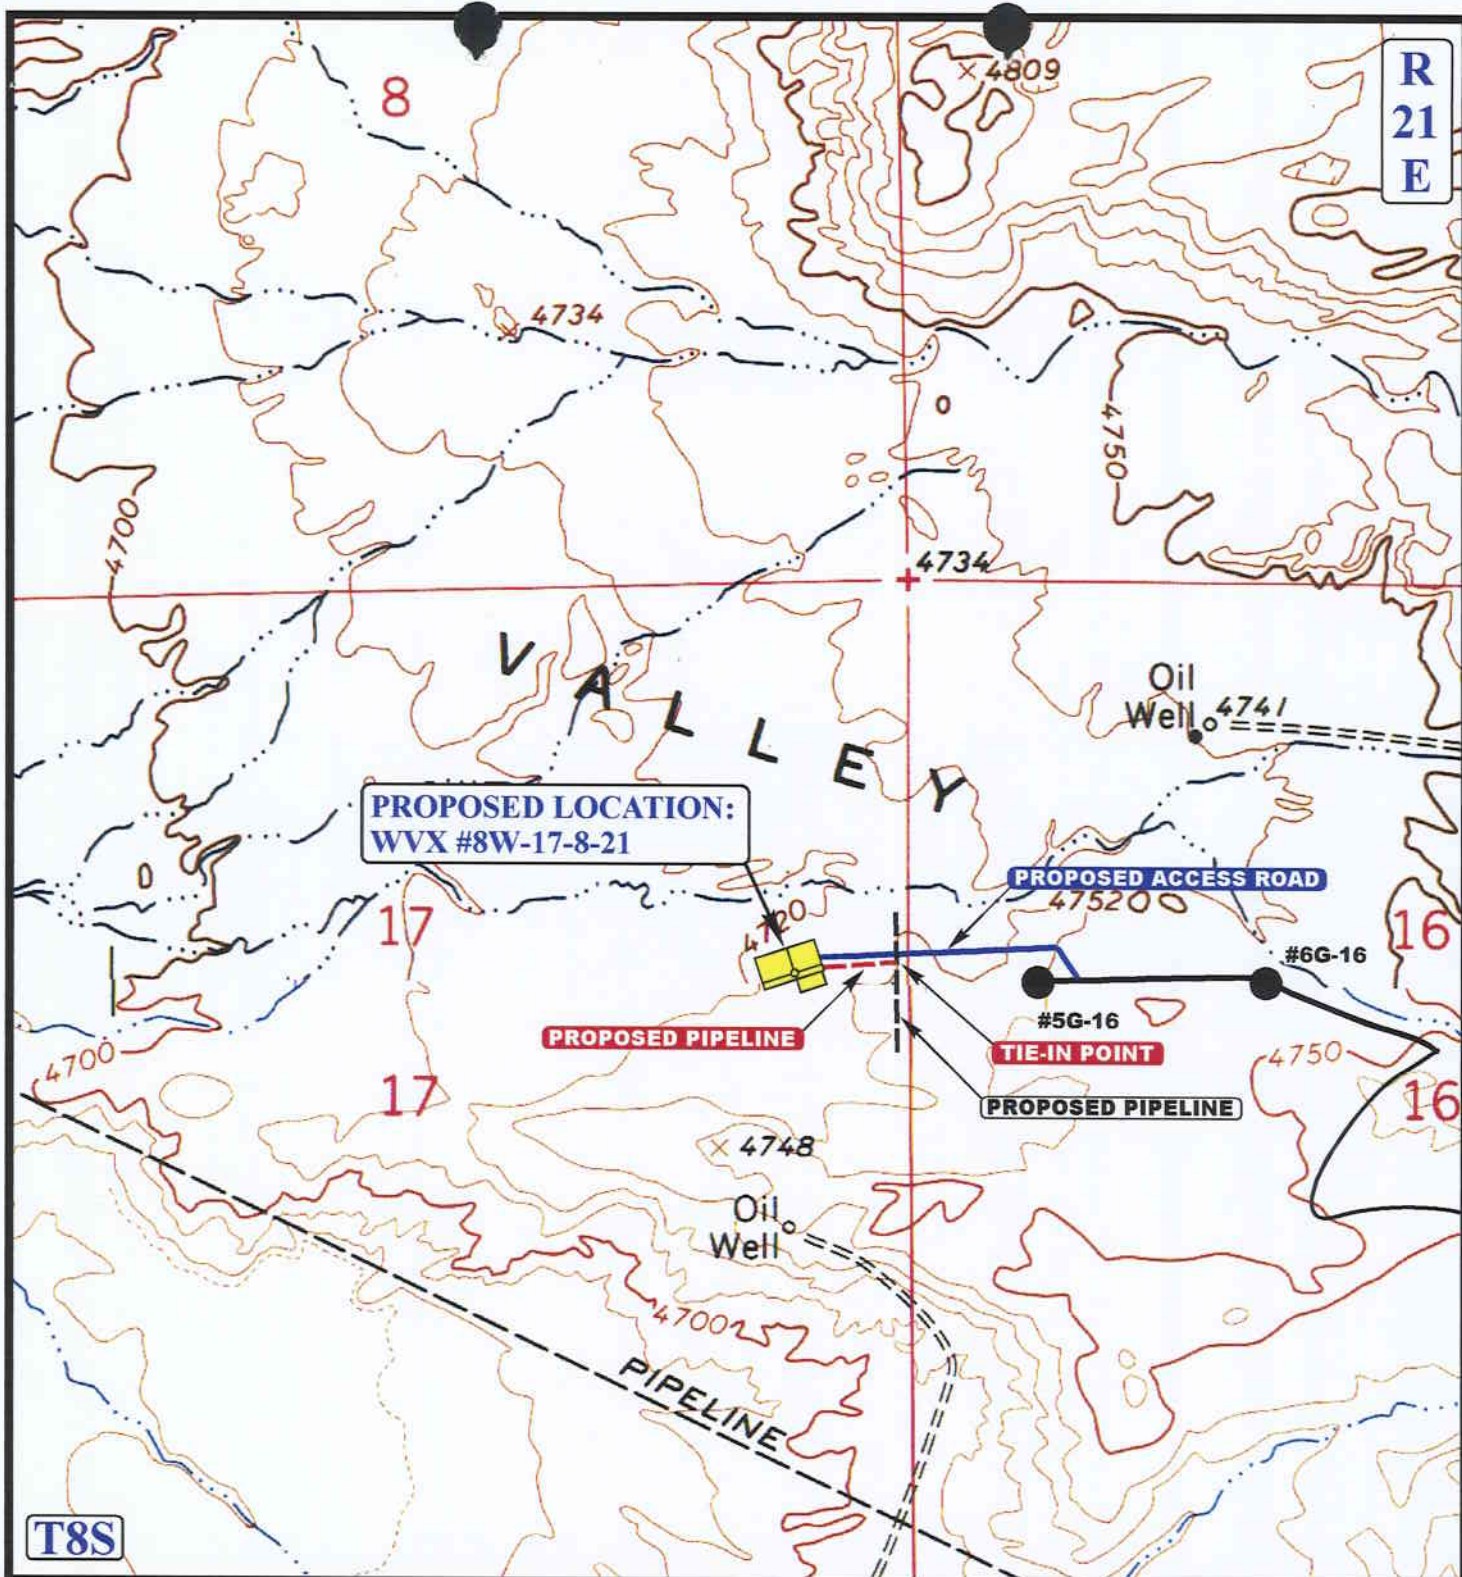 R
21
E
8
4809
4734
4750
4700
4734
VALLEY
Oil
Well
4741
PROPOSED LOCATION:
WVX #8W-17-8-21
PROPOSED ACCESS ROAD
4752
17
4720
16
#6G-16
#5G-16
PROPOSED PIPELINE
TIE-IN POINT
4700
4750
17
PROPOSED PIPELINE
16
4748
Oil
Well
4700
PIPELINE
T8S